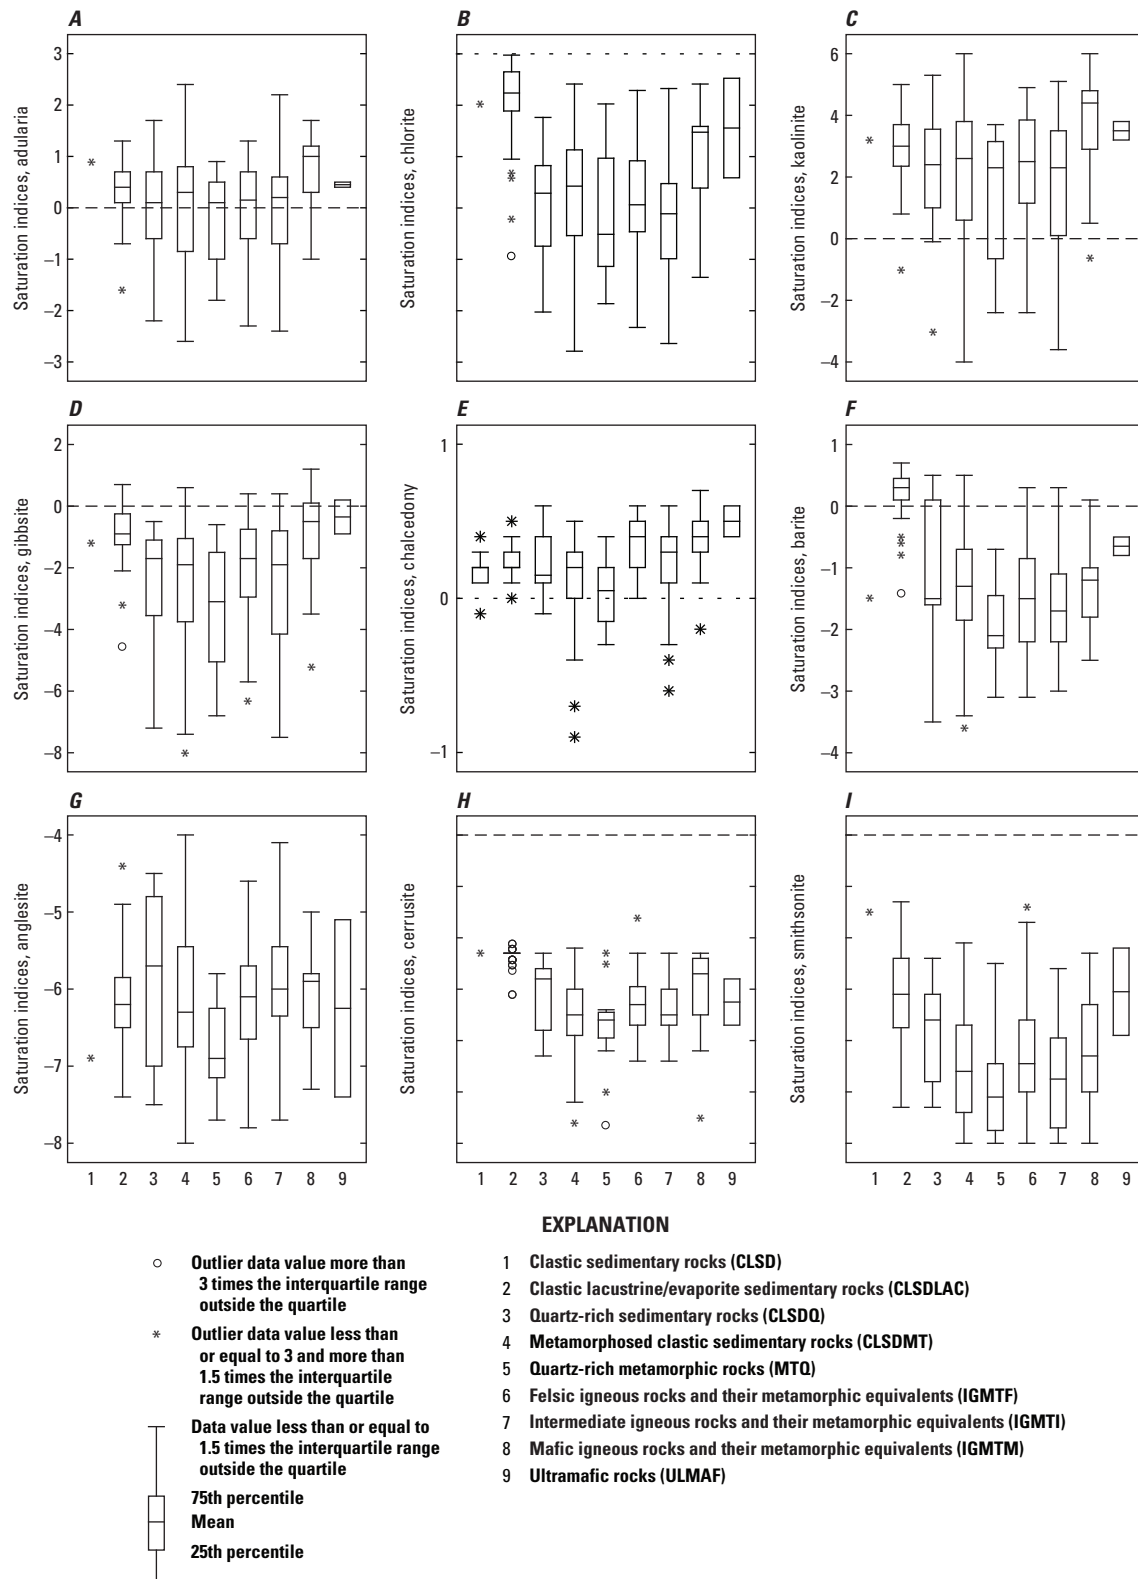 A
B
C
3
2
1
0
−1
−2
−3
Saturation indices, adularia
Saturation indices, chlorite
6
4
2
0
−2
−4
Saturation indices, kaolinite
D
E
F
2
0
−2
−4
−6
−8
Saturation indices, gibbsite
1
0
−1
Saturation indices, chalcedony
1
0
−1
−2
−3
−4
Saturation indices, barite
G
H
I
−4
−5
−6
−7
−8
Saturation indices, anglesite
Saturation indices, cerrusite
Saturation indices, smithsonite
1 2 3 4 5 6 7 8 9
1 2 3 4 5 6 7 8 9
1 2 3 4 5 6 7 8 9
EXPLANATION
Outlier data value more than
3 times the interquartile range
outside the quartile
Outlier data value less than
or equal to 3 and more than
1.5 times the interquartile
range outside the quartile
Data value less than or equal to
1.5 times the interquartile range
outside the quartile
75th percentile
Mean
25th percentile
1 Clastic sedimentary rocks (CLSD)
2 Clastic lacustrine/evaporite sedimentary rocks (CLSDLAC)
3 Quartz-rich sedimentary rocks (CLSDQ)
4 Metamorphosed clastic sedimentary rocks (CLSDMT)
5 Quartz-rich metamorphic rocks (MTQ)
6 Felsic igneous rocks and their metamorphic equivalents (IGMTF)
7 Intermediate igneous rocks and their metamorphic equivalents (IGMTI)
8 Mafic igneous rocks and their metamorphic equivalents (IGMTM)
9 Ultramafic rocks (ULMAF)